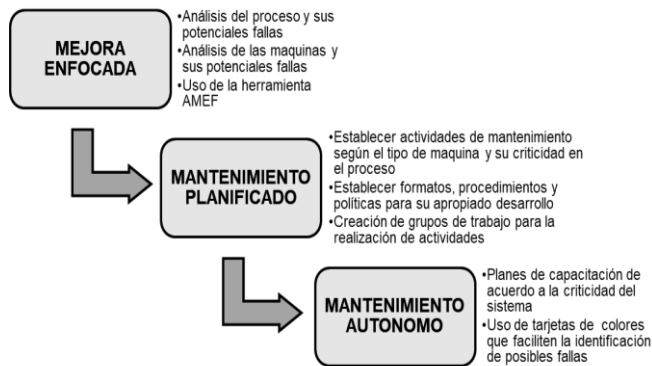 MEJORA
ENFOCADA
•Análisis del proceso y sus
potenciales fallas
•Análisis de las maquinas y
sus potenciales fallas
•Uso de la herramienta
AMEF
MANTENIMIENTO
PLANIFICADO
•Establecer actividades de mantenimiento
según el tipo de maquina y su criticidad en
el proceso
•Establecer formatos, procedimientos y
políticas para su apropiado desarrollo
•Creación de grupos de trabajo para la
realización de actividades
MANTENIMIENTO
AUTONOMO
•Planes de capacitación de
acuerdo a la criticidad del
sistema
•Uso de tarjetas de colores
que faciliten la identificación
de posibles fallas